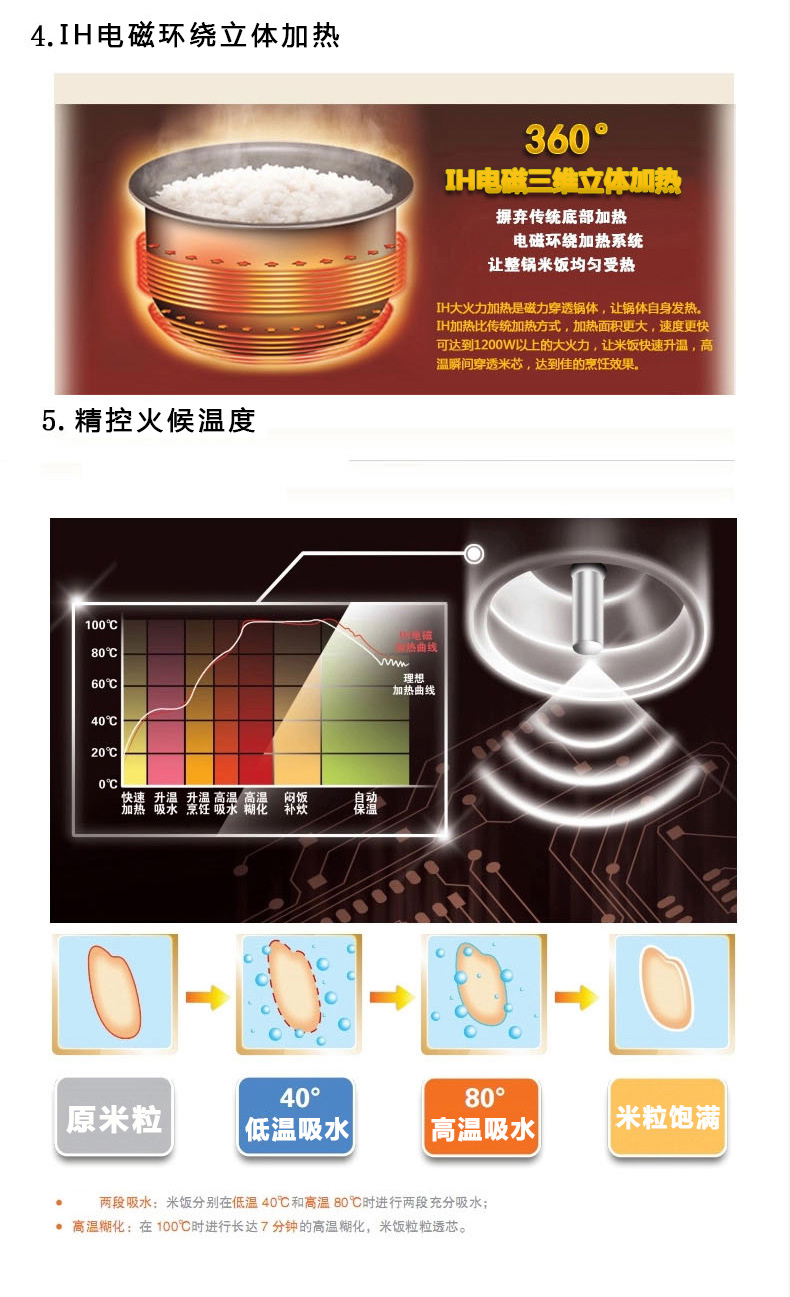 4.IH电磁环绕立体加热
360°
IH电磁三维立体加热
摒弃传统底部加热
电磁环绕加热系统
让整锅米饭均匀受热
IH大火力加热是磁力穿透锅体，让锅体自身发热。
IH加热比传统加热方式，加热面积更大，速度更快
可达到1200W以上的大火力，让米饭快速升温，高
温瞬间穿透米芯，达到佳的烹饪效果。
5. 精控火候温度
100℃
80℃
60℃
40℃
20℃
0℃
IH电磁
加热曲线
理想
加热曲线
快速 升温 升温 高温 高温 闷饭 自动
加热 吸水 烹饪 吸水 糊化 补炊 保温
原米粒
40°
低温吸水
80°
高温吸水
米粒饱满
• 两段吸水：米饭分别在低温 40℃和高温 80℃时进行两段充分吸水；
• 高温糊化：在 100℃时进行长达 7 分钟的高温糊化，米饭粒粒透芯。